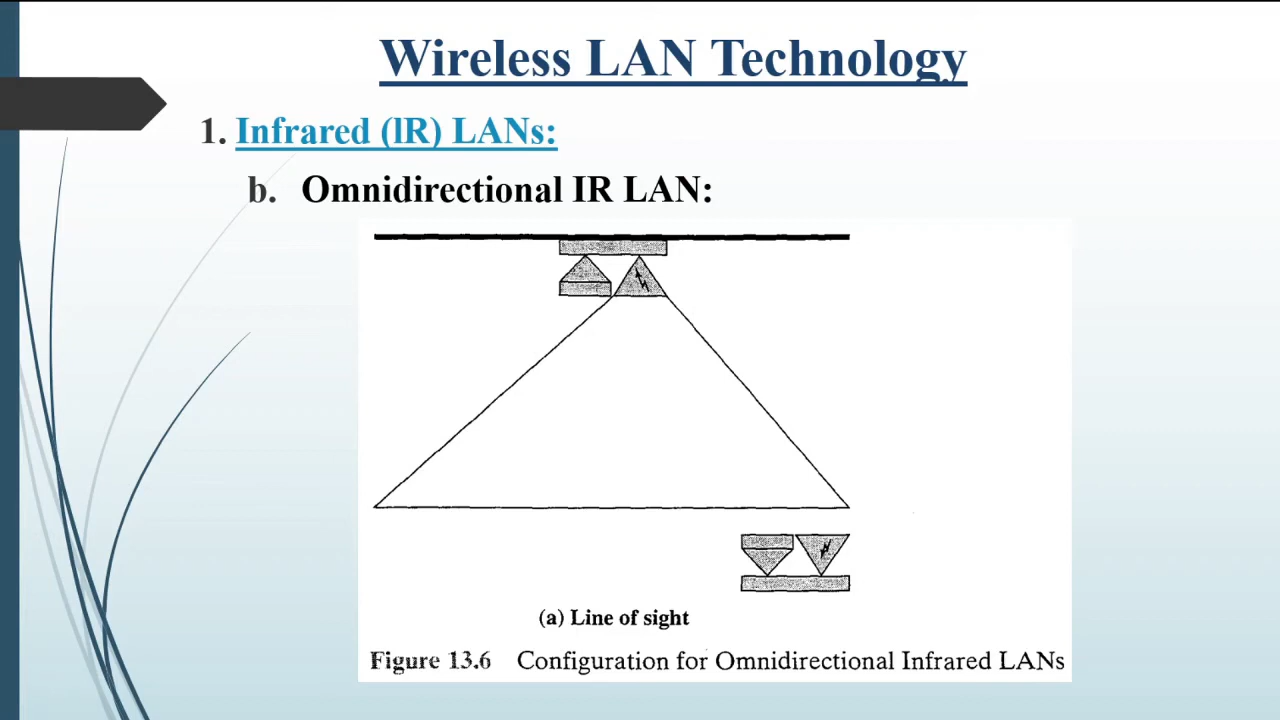 Wireless LAN Technology
1. Infrared (lR) LANs:
b. Omnidirectional IR LAN:
(a) Line of sight
Figure 13.6 Configuration for Omnidirectional Infrared LANs